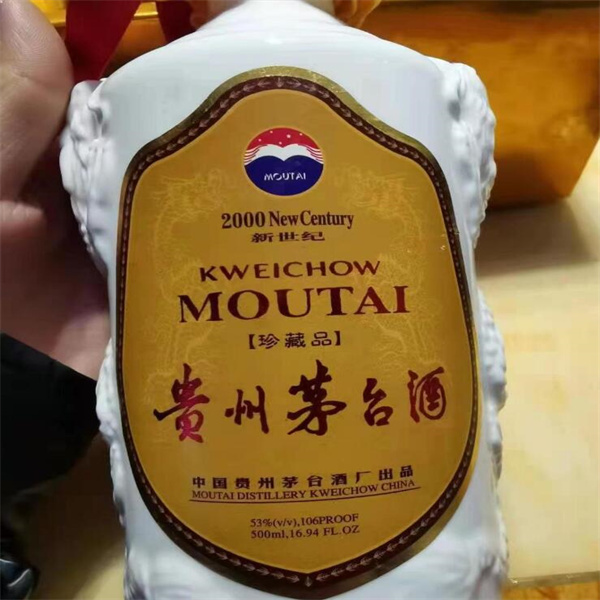 MOUTAI
2000 New Century
新世纪
KWEICHOW
MOUTAI
【珍藏品】
贵州茅台酒
中国贵州茅台酒厂出品
MOUTAI DISTILLERY KWEICHOW CHINA
53%(v/v),106PROOF
500ml,16.94 FL.OZ